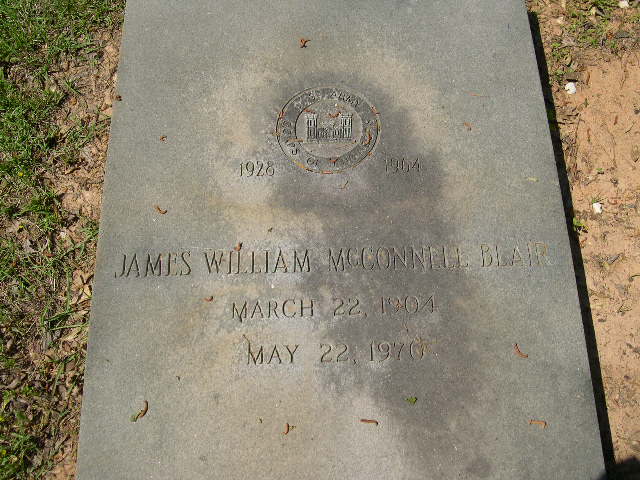 1928 1964
JAMES WILLIAM MCCONNELL BLAIR
MARCH 22, 1904
MAY 22, 1970